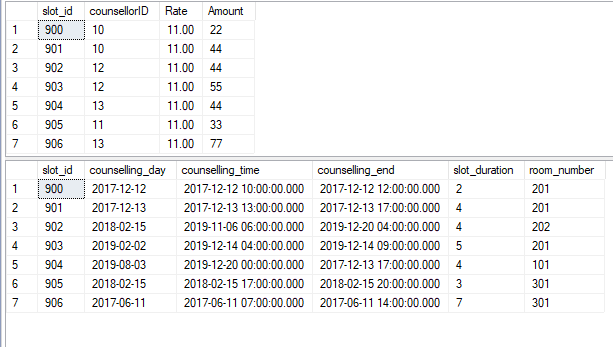 slot_id counsellorID Rate Amount
1 900 10 11.00 22
2 901 10 11.00 44
3 902 12 11.00 44
4 903 12 11.00 55
5 904 13 11.00 44
6 905 11 11.00 33
7 906 13 11.00 77
slot_id counselling_day counselling_time counselling_end slot_duration room_number
1 900 2017-12-12 2017-12-12 10:00:00.000 2017-12-12 12:00:00.000 2 201
2 901 2017-12-13 2017-12-13 13:00:00.000 2017-12-13 17:00:00.000 4 201
3 902 2018-02-15 2019-11-06 06:00:00.000 2019-12-20 04:00:00.000 4 202
4 903 2019-02-02 2019-12-14 04:00:00.000 2019-12-14 09:00:00.000 5 201
5 904 2019-08-03 2019-12-20 00:00:00.000 2017-12-13 17:00:00.000 4 101
6 905 2018-02-15 2018-02-15 17:00:00.000 2018-02-15 20:00:00.000 3 301
7 906 2017-06-11 2017-06-11 07:00:00.000 2017-06-11 14:00:00.000 7 301